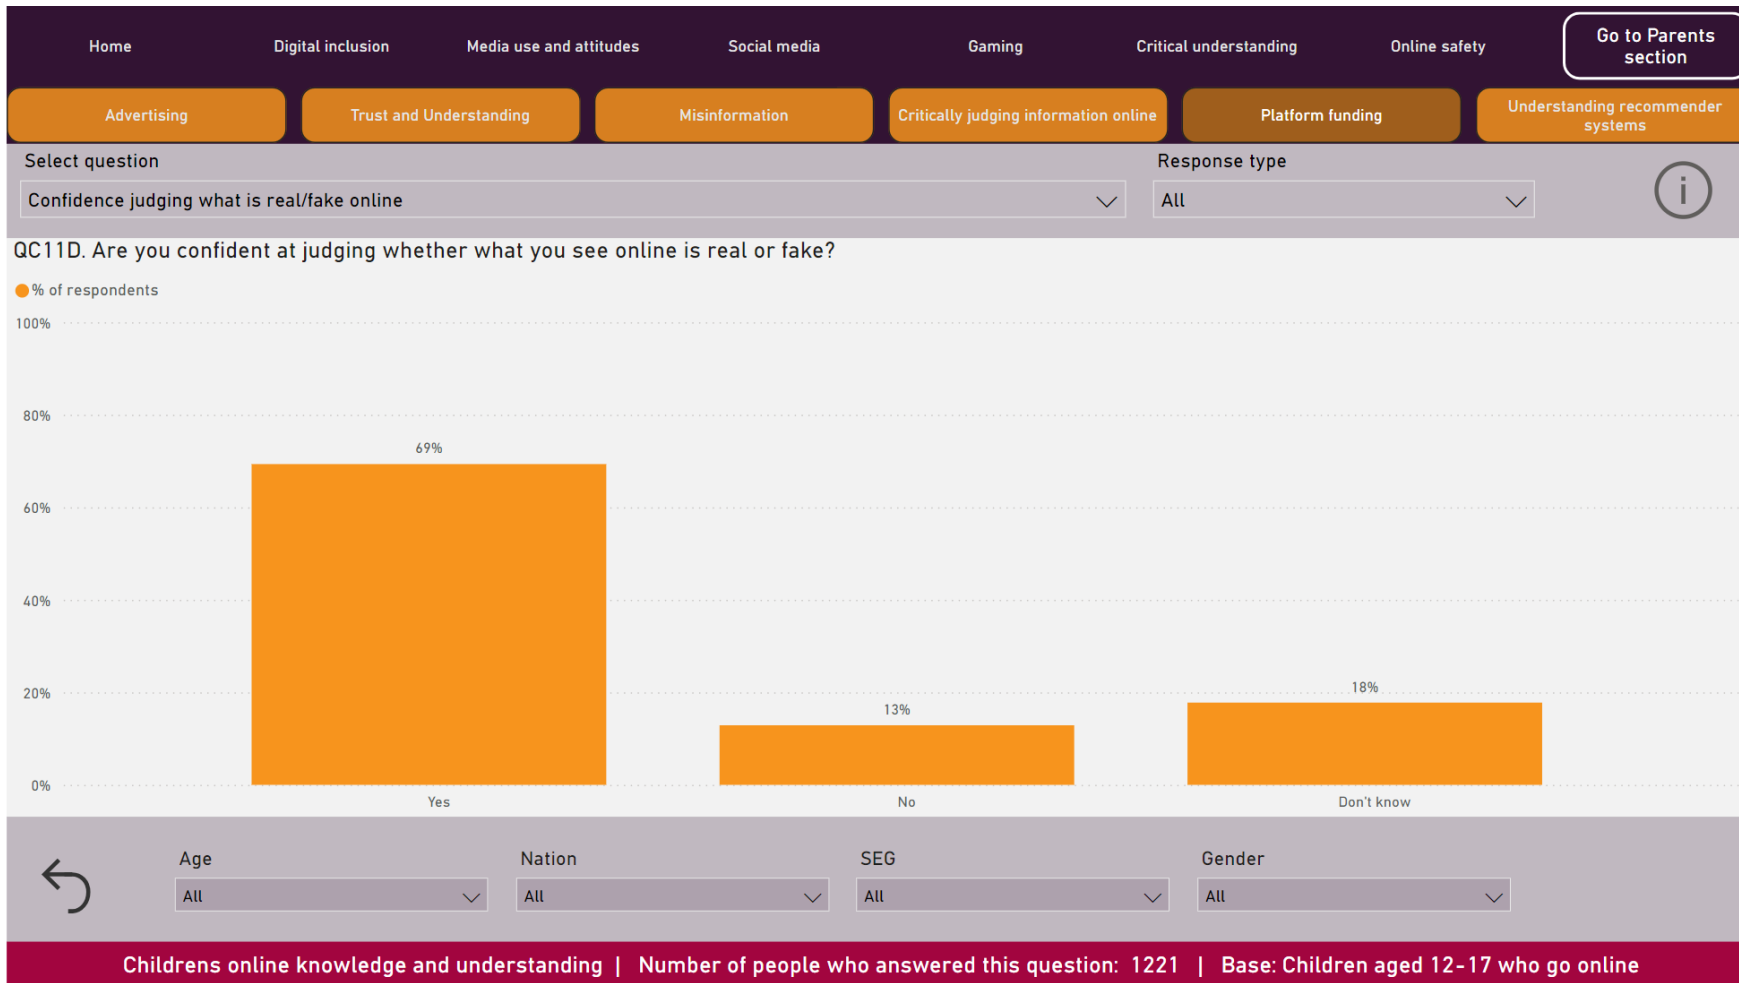 Home
Digital inclusion
Media use and attitudes
Social media
Gaming
Critical understanding
Online safety
Go to Parents
section
Advertising
Trust and Understanding
Misinformation
Critically judging information online
Platform funding
Understanding recommender
systems
Select question
Response type
Confidence judging what is real/fake online
All
i
QC11D. Are you confident at judging whether what you see online is real or fake?
% of respondents
100%
80%
60%
40%
20%
0%
69%
13%
18%
Yes
No
Don't know
Age
Nation
SEG
Gender
All
All
All
All
Childrens online knowledge and understanding | Number of people who answered this question: 1221 | Base: Children aged 12-17 who go online